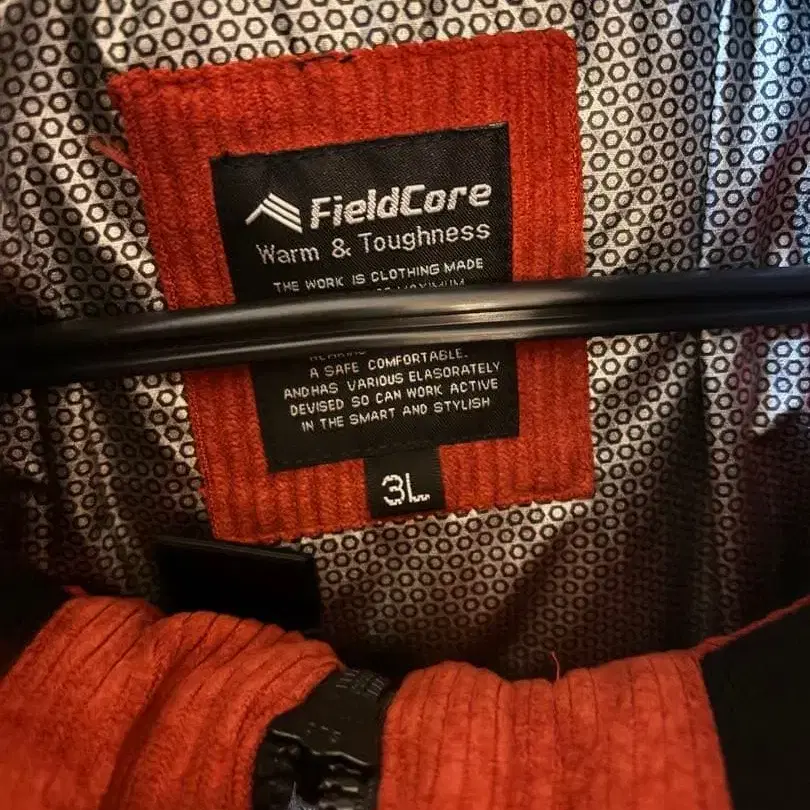 FieldCore
Warm & Toughness
THE WORK IS CLOTHING MADE
MAXIMUM
A SAFE COMFORTABLE.
ANDHAS VARIOUS ELASORATELY
DEVISED SO CAN WORK ACTIVE
IN THE SMART AND STYLISH
3L